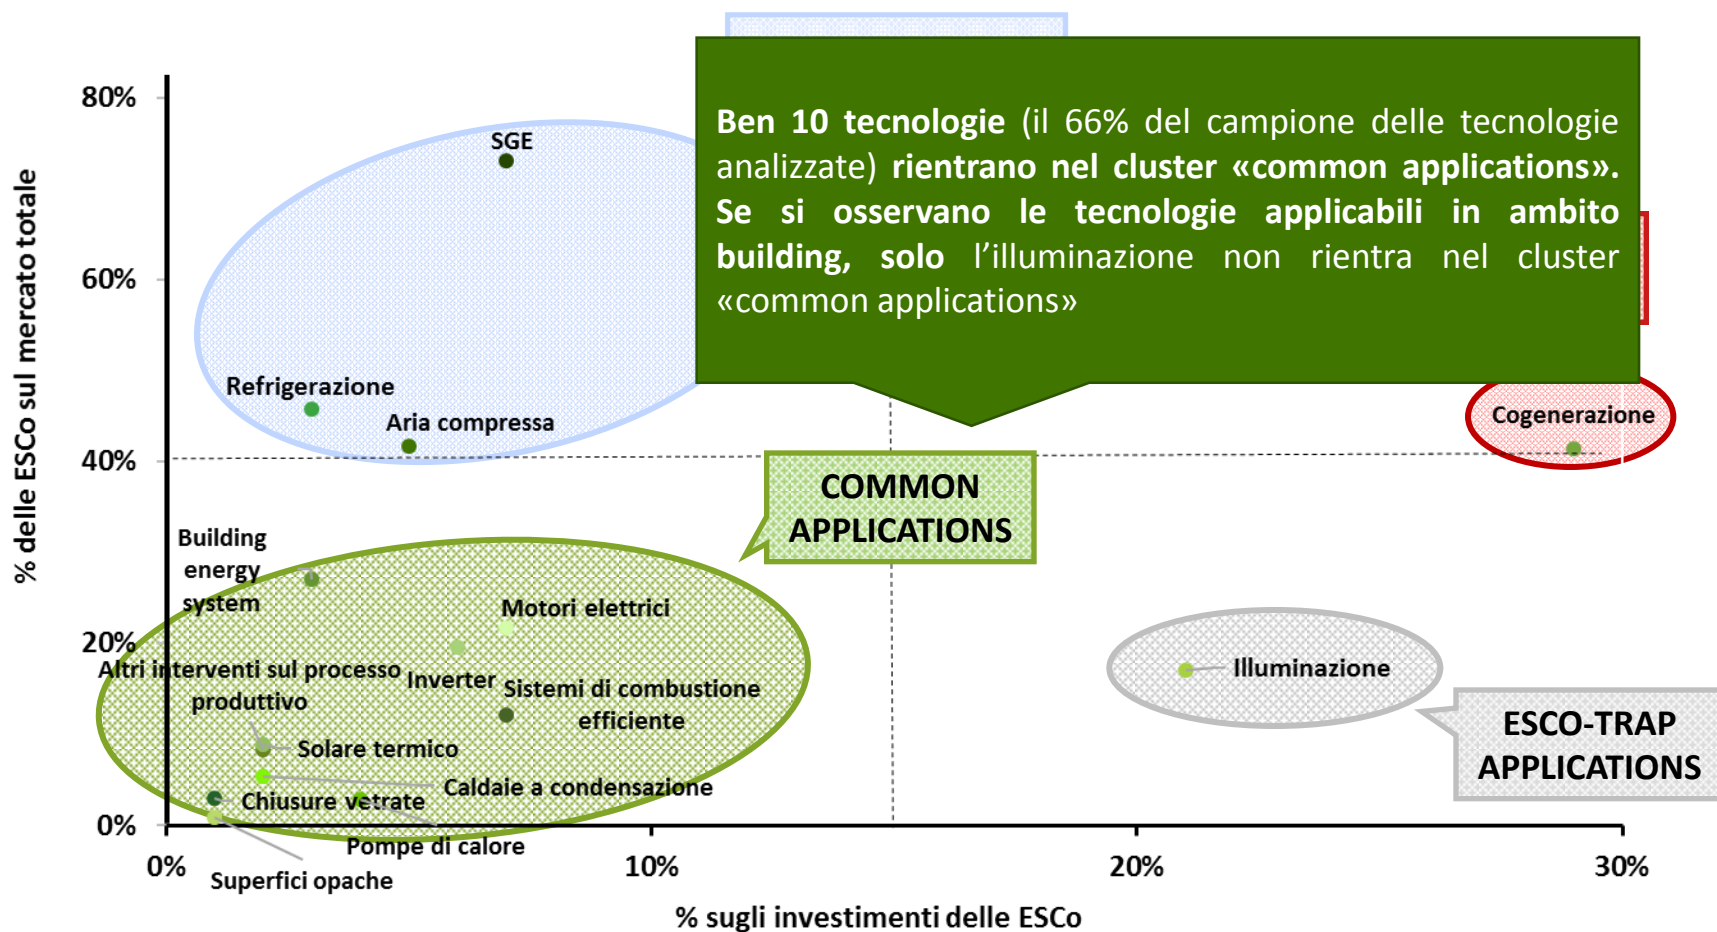 Ben 10 tecnologie (il 66% del campione delle tecnologie
analizzate) rientrano nel cluster «common applications».
Se si osservano le tecnologie applicabili in ambito
building, solo l’illuminazione non rientra nel cluster
«common applications»
% delle ESCo sul mercato totale
80%
60%
40%
20%
0%
SGE
Refrigerazione
Aria compressa
Cogenerazione
COMMON
APPLICATIONS
Building
energy
system
Motori elettrici
Inverter
Altri interventi sul processo
produttivo
Sistemi di combustione
efficiente
Solare termico
Caldaie a condensazione
Chiusure vetrate
Pompe di calore
Superfici opache
Illuminazione
ESCO-TRAP
APPLICATIONS
0%
10%
20%
30%
% sugli investimenti delle ESCo